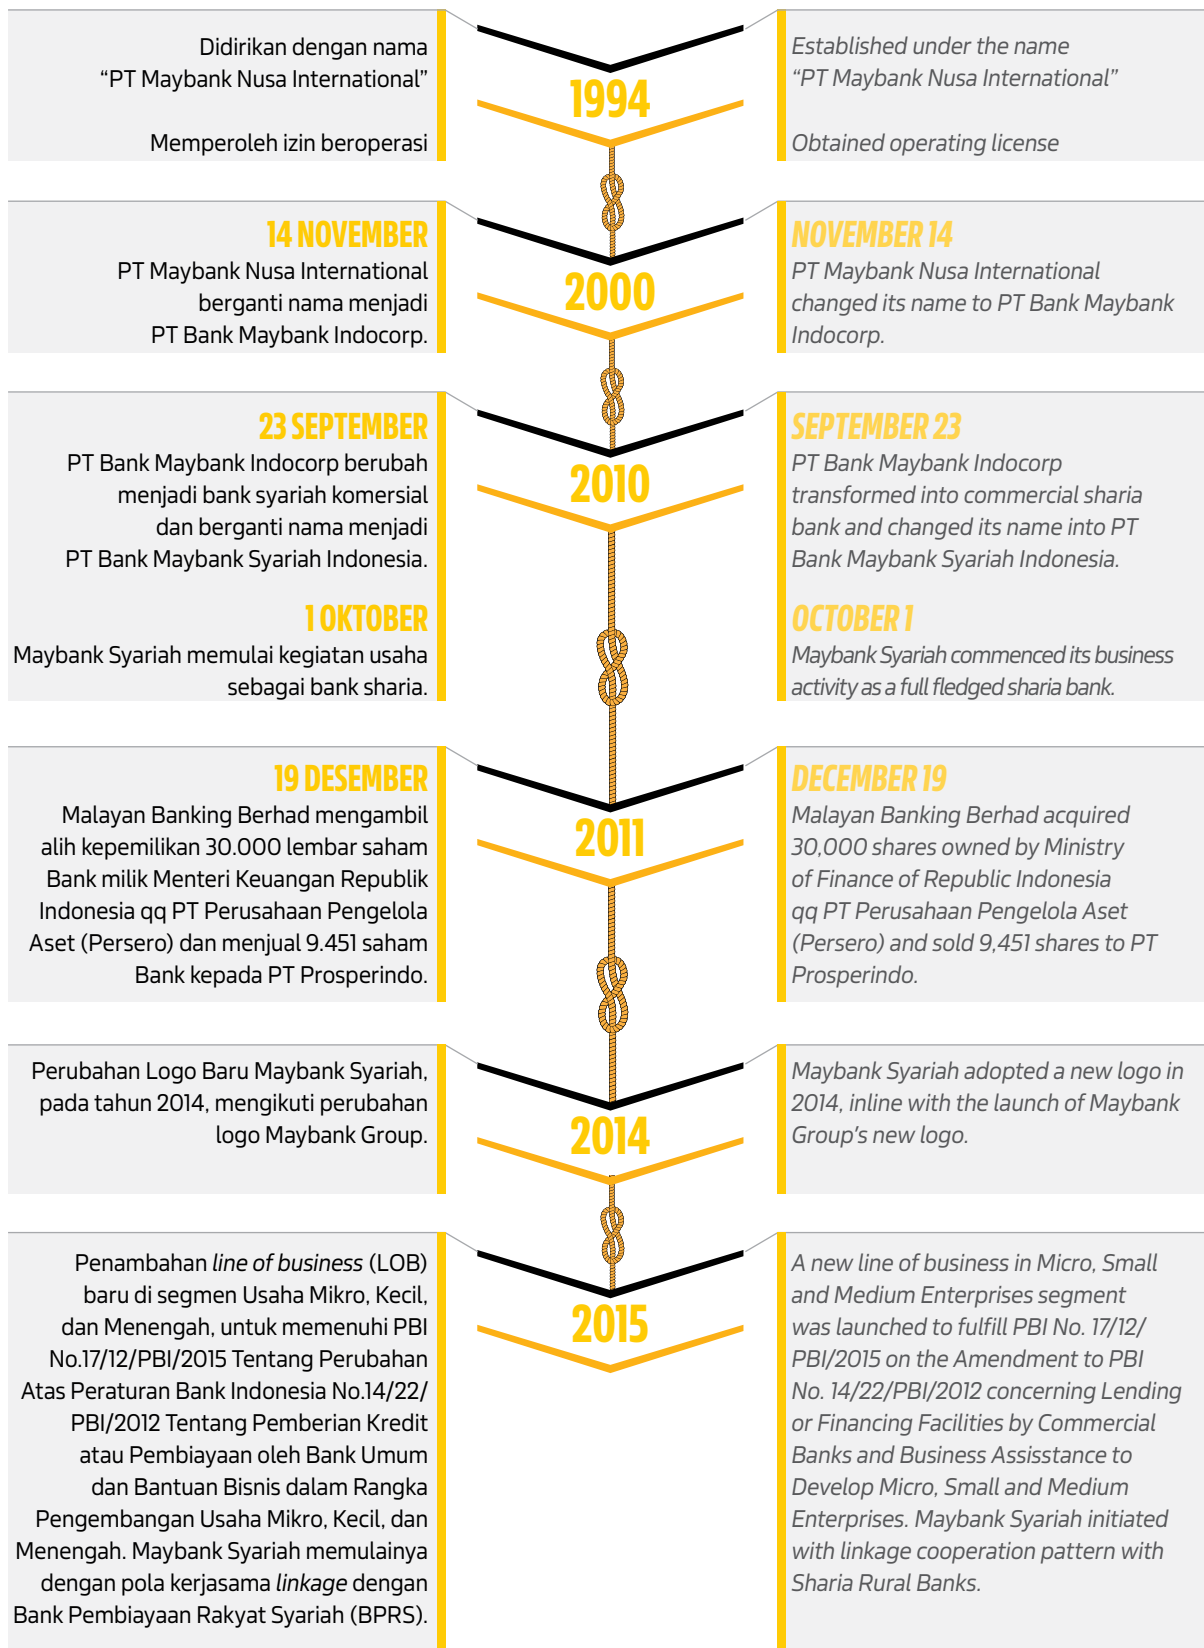 Didirikan dengan nama
“PT Maybank Nusa International”
Memperoleh izin beroperasi
1994
Established under the name
“PT Maybank Nusa International”
Obtained operating license
14 NOVEMBER
PT Maybank Nusa International
berganti nama menjadi
PT Bank Maybank Indocorp.
2000
NOVEMBER 14
PT Maybank Nusa International
changed its name to PT Bank Maybank
Indocorp.
23 SEPTEMBER
PT Bank Maybank Indocorp berubah
menjadi bank syariah komersial
dan berganti nama menjadi
PT Bank Maybank Syariah Indonesia.
1 OKTOBER
Maybank Syariah memulai kegiatan usaha
sebagai bank sharia.
2010
SEPTEMBER 23
PT Bank Maybank Indocorp
transformed into commercial sharia
bank and changed its name into PT
Bank Maybank Syariah Indonesia.
OCTOBER 1
Maybank Syariah commenced its business
activity as a full fledged sharia bank.
19 DESEMBER
Malayan Banking Berhad mengambil
alih kepemilikan 30.000 lembar saham
Bank milik Menteri Keuangan Republik
Indonesia qq PT Perusahaan Pengelola
Aset (Persero) dan menjual 9.451 saham
Bank kepada PT Prosperindo.
2011
DECEMBER 19
Malayan Banking Berhad acquired
30,000 shares owned by Ministry
of Finance of Republic Indonesia
qq PT Perusahaan Pengelola Aset
(Persero) and sold 9,451 shares to PT
Prosperindo.
Perubahan Logo Baru Maybank Syariah,
pada tahun 2014, mengikuti perubahan
logo Maybank Group.
2014
Maybank Syariah adopted a new logo in
2014, inline with the launch of Maybank
Group’s new logo.
Penambahan line of business (LOB)
baru di segmen Usaha Mikro, Kecil,
dan Menengah, untuk memenuhi PBI
No.17/12/PBI/2015 Tentang Perubahan
Atas Peraturan Bank Indonesia No.14/22/
PBI/2012 Tentang Pemberian Kredit
atau Pembiayaan oleh Bank Umum
dan Bantuan Bisnis dalam Rangka
Pengembangan Usaha Mikro, Kecil, dan
Menengah. Maybank Syariah memulainya
dengan pola kerjasama linkage dengan
Bank Pembiayaan Rakyat Syariah (BPRS).
2015
A new line of business in Micro, Small
and Medium Enterprises segment
was launched to fulfill PBI No. 17/12/
PBI/2015 on the Amendment to PBI
No. 14/22/PBI/2012 concerning Lending
or Financing Facilities by Commercial
Banks and Business Assisstance to
Develop Micro, Small and Medium
Enterprises. Maybank Syariah initiated
with linkage cooperation pattern with
Sharia Rural Banks.